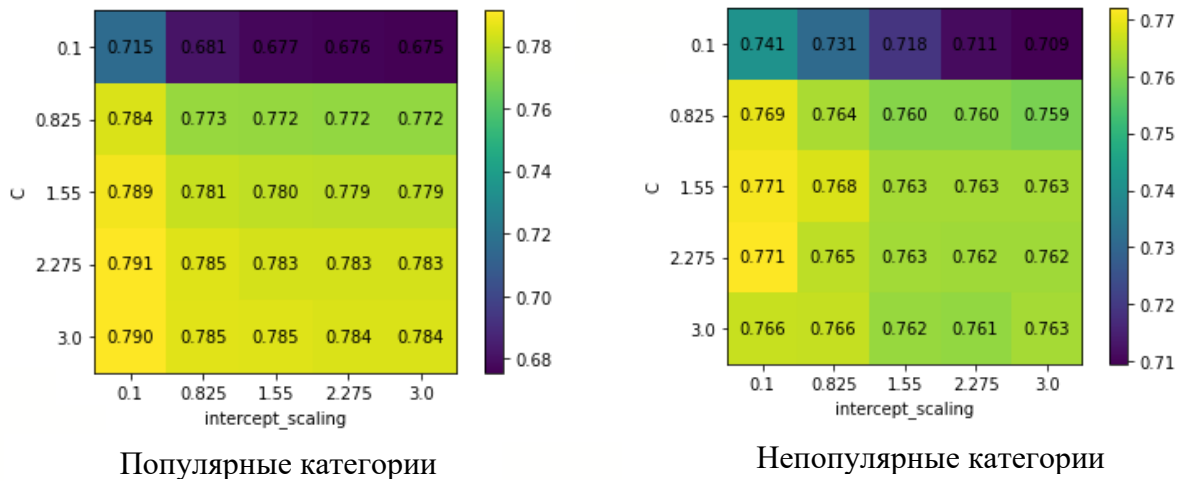 0.1 0.715 0.681 0.677 0.676 0.675
0.825 0.784 0.773 0.772 0.772 0.772
C 1.55 0.789 0.781 0.780 0.779 0.779
2.275 0.791 0.785 0.783 0.783 0.783
3.0 0.790 0.785 0.785 0.784 0.784
0.1 0.825 1.55 2.275 3.0
intercept_scaling
0.78
0.76
0.74
0.72
0.70
0.68
Популярные категории
0.1 0.741 0.731 0.718 0.711 0.709
0.825 0.769 0.764 0.760 0.760 0.759
C 1.55 0.771 0.768 0.763 0.763 0.763
2.275 0.771 0.765 0.763 0.762 0.762
3.0 0.766 0.766 0.762 0.761 0.763
0.1 0.825 1.55 2.275 3.0
intercept_scaling
0.77
0.76
0.75
0.74
0.73
0.72
0.71
Непопулярные категории